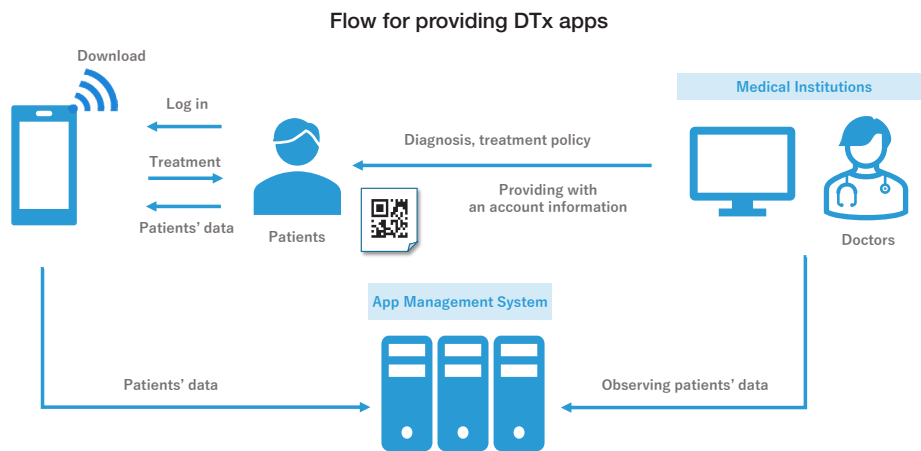 Flow for providing DTx apps
Download
Medical Institutions
Log in
Diagnosis, treatment policy
Treatment
Providing with
an account information
Patients’ data
Patients
Doctors
App Management System
Patients’ data
Observing patients’ data